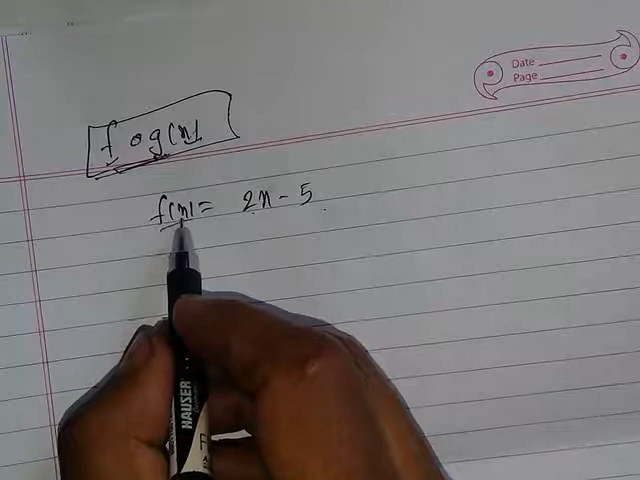 Date
Page
f o g(x)
f(x) = 2x - 5
HAUSER